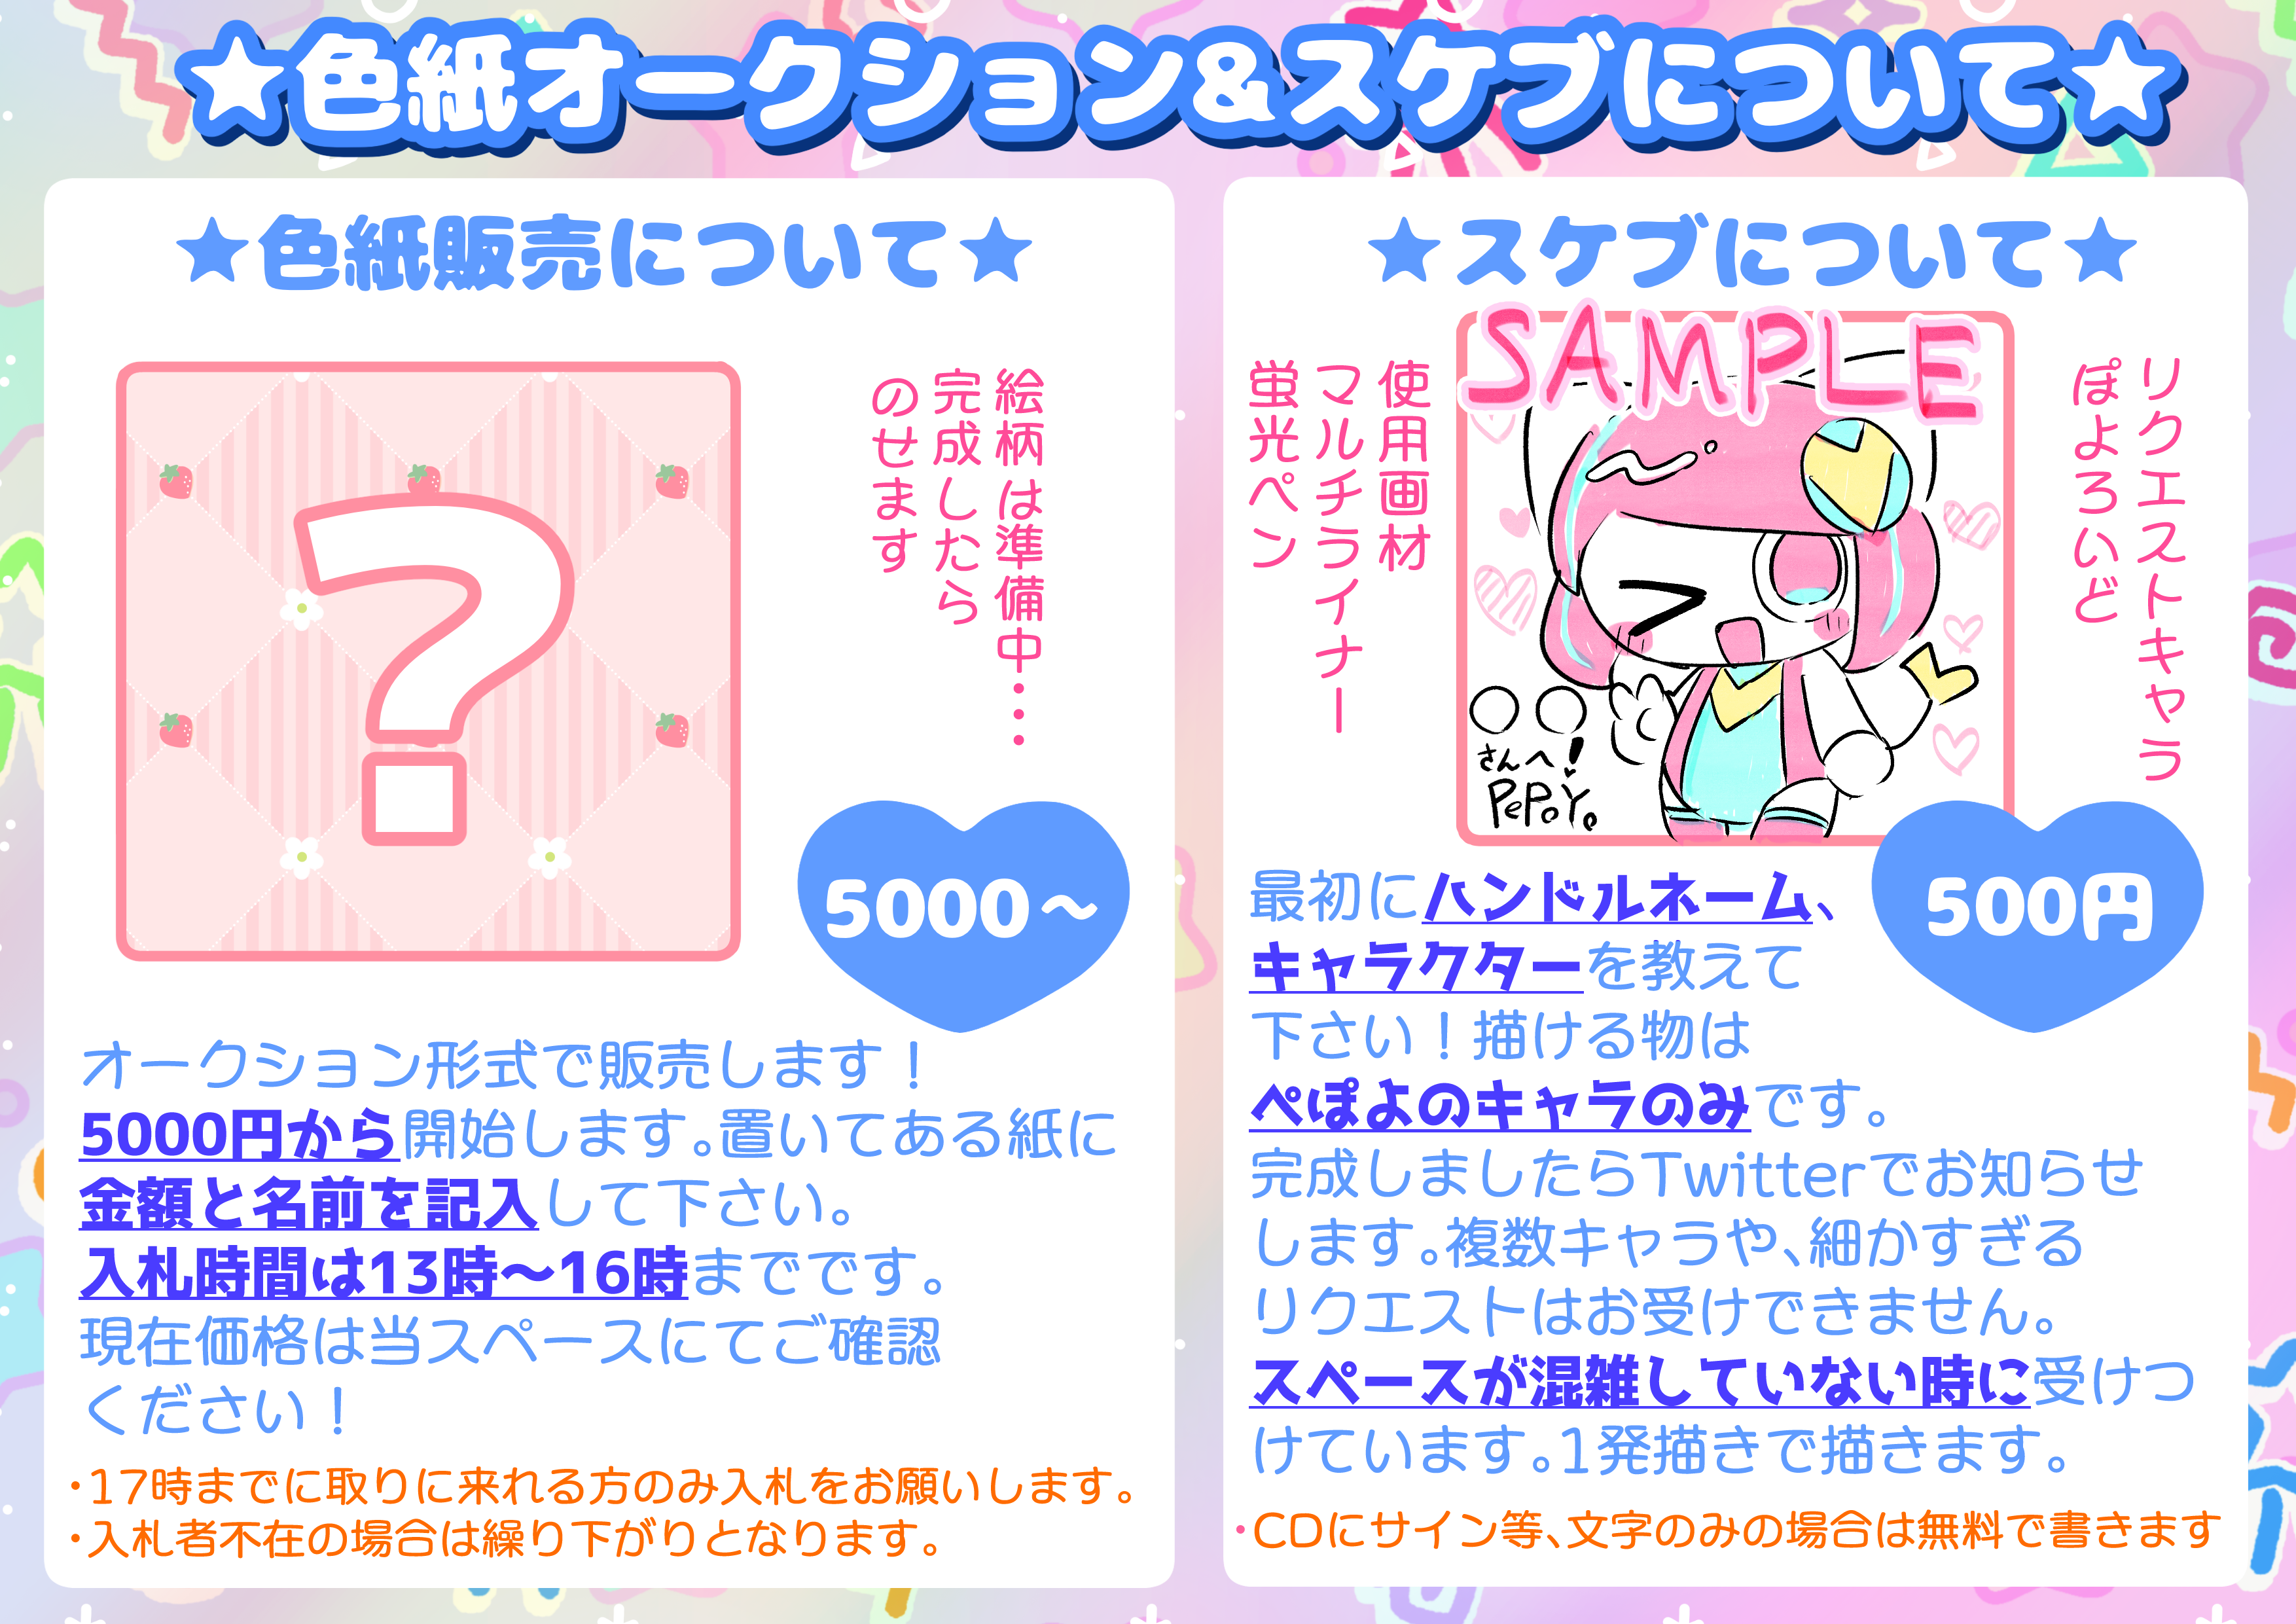 ★色紙オークション&スケブについて★
★色紙販売について★
絵柄は準備中・・・
完成したら
のせます
?
5000～
オークション形式で販売します！
5000円から開始します。置いてある紙に
金額と名前を記入して下さい。
入札時間は13時～16時までです。
現在価格は当スペースにてご確認
ください！
・17時までに取りに来れる方のみ入札をお願いします。
・入札者不在の場合は繰り下がりとなります。
★スケブについて★
リクエストキャラ
ぽよろいど
SAMPLE
○○
さんへ！
PePoY。
使用画材
マルチライナー
蛍光ペン
500円
最初にハンドルネーム、
キャラクターを教えて
下さい！描ける物は
ぺぽよのキャラのみです。
完成しましたらTwitterでお知らせ
します。複数キャラや、細かすぎる
リクエストはお受けできません。
スペースが混雑していない時に受けつ
けています。1発描きで描きます。
・CDにサイン等、文字のみの場合は無料で書きます